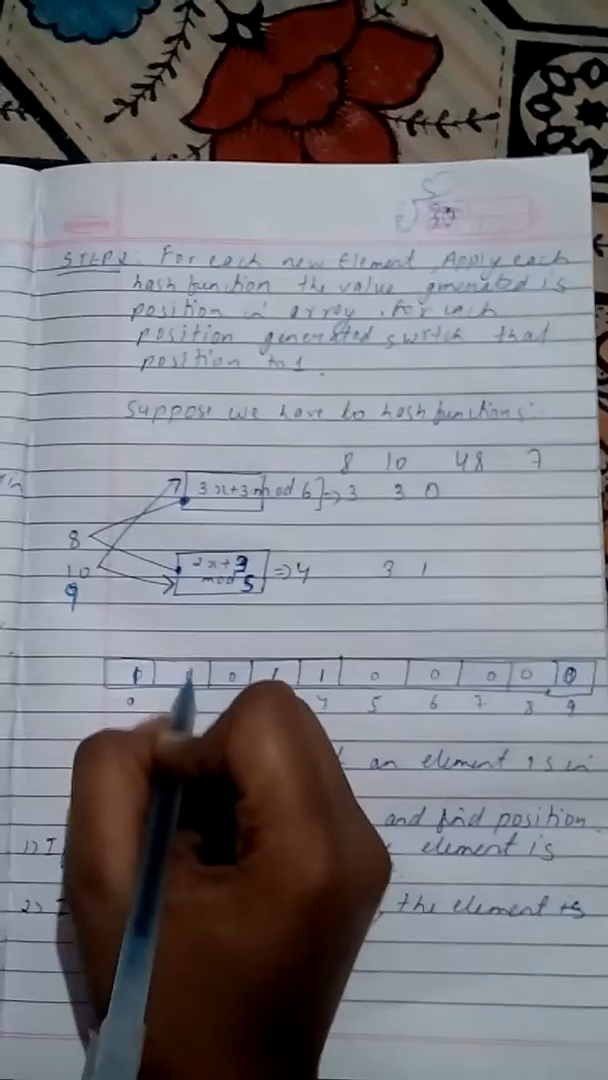 STEP2: For each new Element, Apply each
hash function the value generated is
position in array. for each
position generated switch that
position to 1.
Suppose we have to hash functions:
8 10 48 7
3x+3 mod 6 => 3 3 0
8
10
9
2x+3 mod 5 => 4 3 1
0 1 1 0 0 0 0 0
0 4 5 6 7 8 9
an element is in
and find position
1) I element is
2) I , the element is